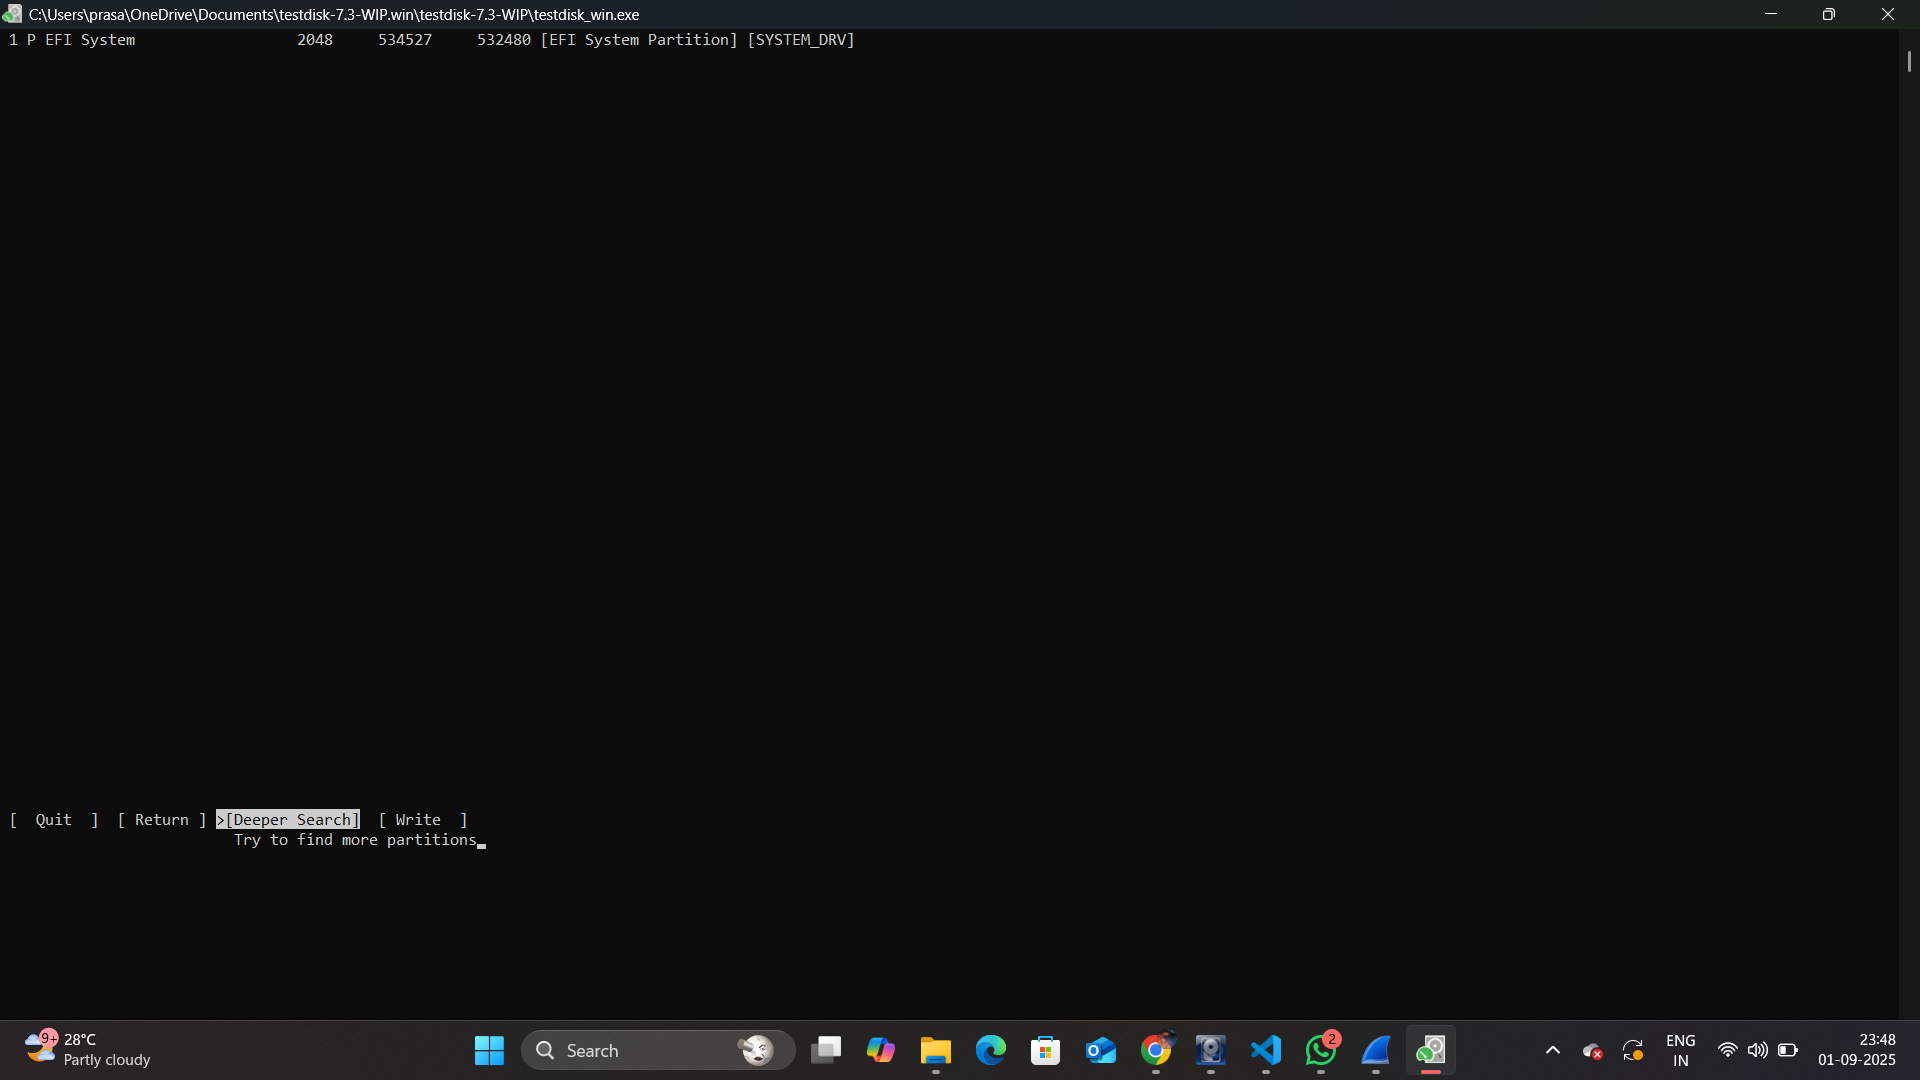 C:\Users\prasa\OneDrive\Documents\testdisk-7.3-WIP.win\testdisk-7.3-WIP\testdisk_win.exe
1 P EFI System                  2048     534527     532480 [EFI System Partition] [SYSTEM_DRV]
[  Quit  ]  [ Return ] >[Deeper Search]  [ Write  ]
Try to find more partitions_
9+ 28°C
Partly cloudy
Search
2
ENG
IN
23:48
01-09-2025